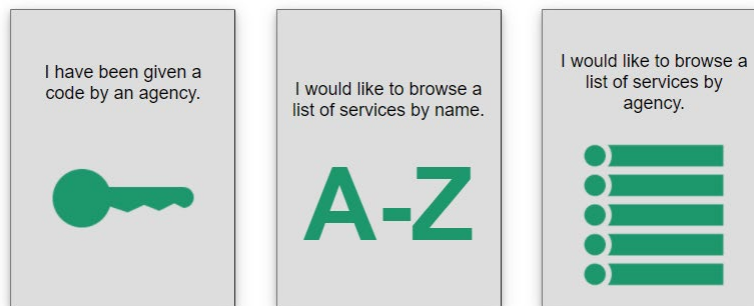 I have been given a
code by an agency.
I would like to browse a
list of services by name.
A-Z
I would like to browse a
list of services by
agency.